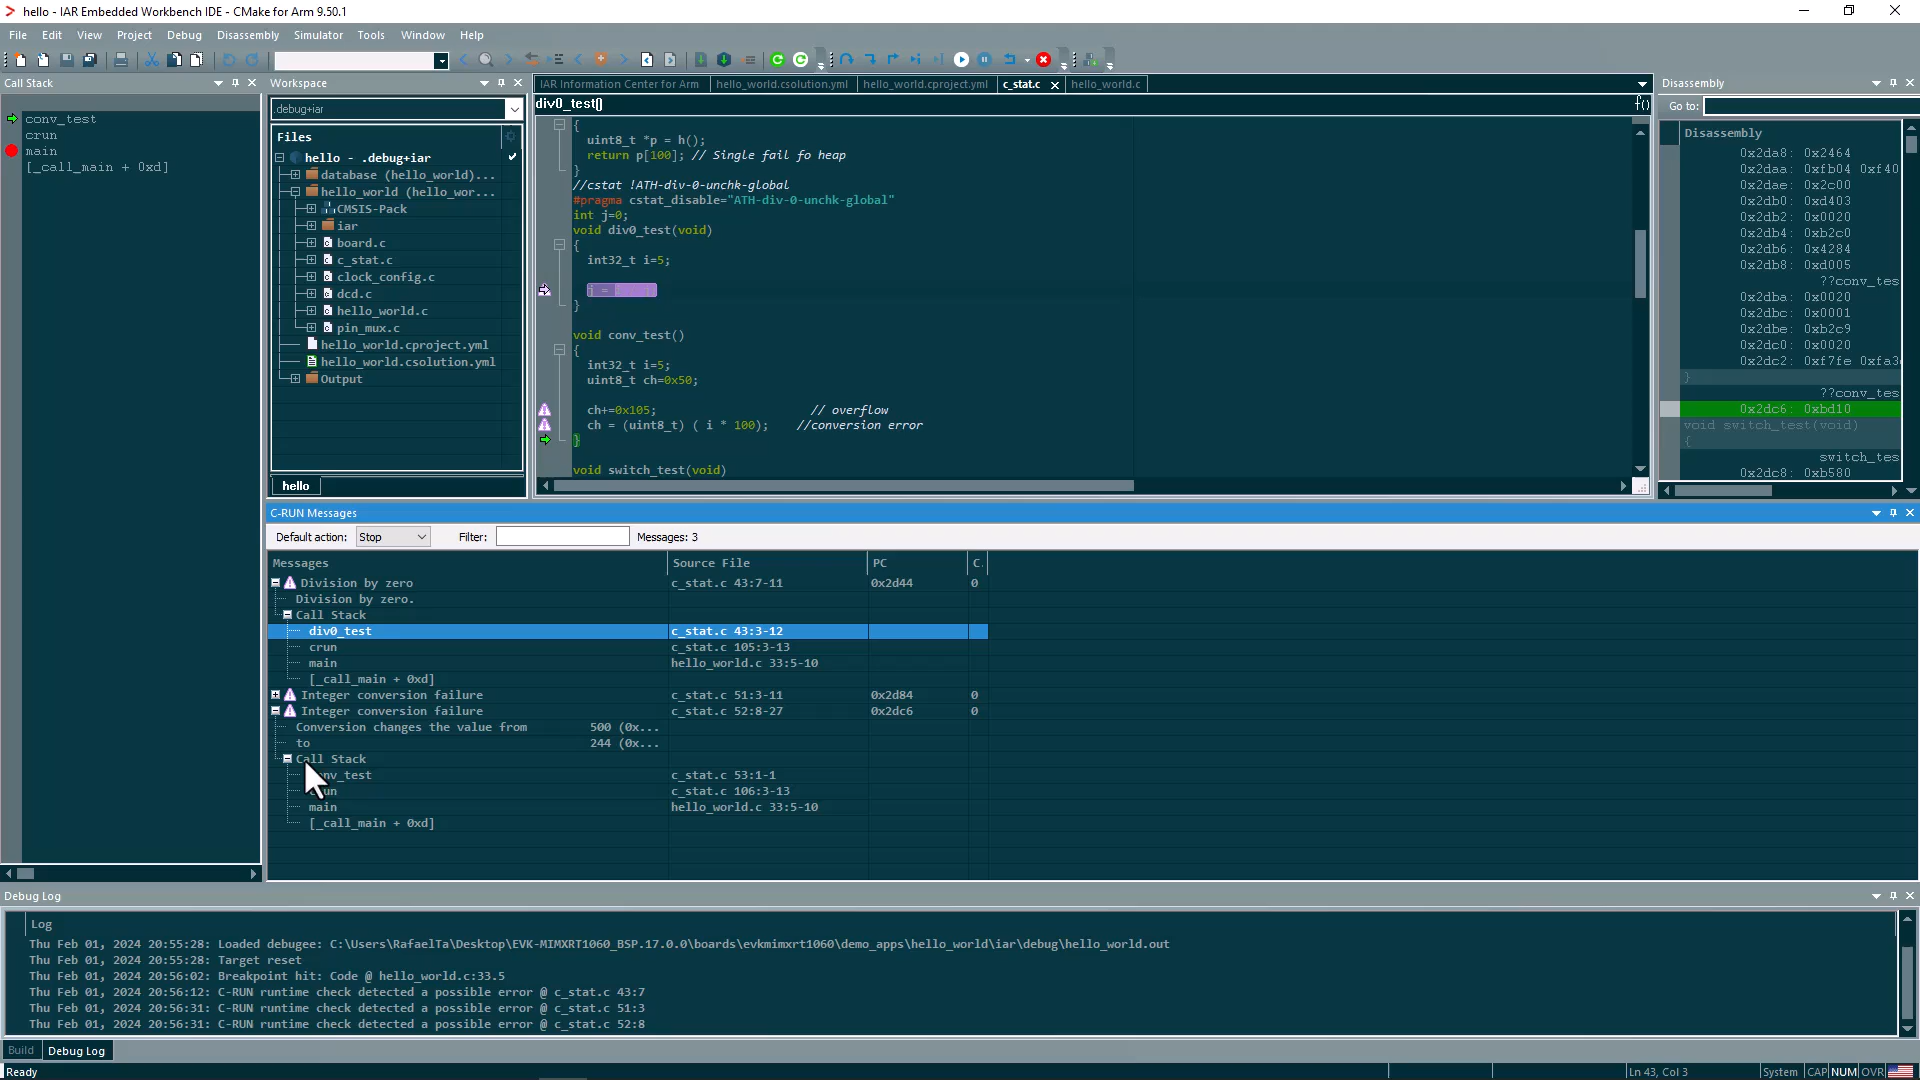 hello - IAR Embedded Workbench IDE - CMake for Arm 9.50.1
File Edit View Project Debug Disassembly Simulator Tools Window Help
Call Stack
conv_test
crun
main
[_call_main + 0xd]
Workspace
.debug+iar
Files
hello - .debug+iar
database (hello_world)...
hello_world (hello_wor...
CMSIS-Pack
iar
board.c
c_stat.c
clock_config.c
dcd.c
hello_world.c
pin_mux.c
hello_world.cproject.yml
hello_world.csolution.yml
Output
hello
IAR Information Center for Arm hello_world.csolution.yml hello_world.cproject.yml c_stat.c hello_world.c
div0_test()
f()
{
uint8_t *p = h();
return p[100]; // Single fail fo heap
}
//cstat !ATH-div-0-unchk-global
#pragma cstat_disable="ATH-div-0-unchk-global"
int j=0;
void div0_test(void)
{
int32_t i=5;
}
void conv_test()
{
int32_t i=5;
uint8_t ch=0x50;
ch+=0x105; // overflow
ch = (uint8_t) ( i * 100); //conversion error
}
void switch_test(void)
Disassembly
Go to:
Disassembly
0x2da8: 0x2464
0x2daa: 0xfb04 0xf40
0x2dae: 0x2c00
0x2db0: 0xd403
0x2db2: 0x0020
0x2db4: 0xb2c0
0x2db6: 0x4284
0x2db8: 0xd005
??conv_tes
0x2dba: 0x0020
0x2dbc: 0x0001
0x2dbe: 0xb2c9
0x2dc0: 0x0020
0x2dc2: 0xf7fe 0xfa3
}
??conv_tes
0x2dc6: 0xbd10
void switch_test(void)
{
switch_tes
0x2dc8: 0xb580
C-RUN Messages
Default action: Stop Filter: Messages: 3
Messages Source File PC C.
Division by zero c_stat.c 43:7-11 0x2d44 0
Division by zero.
Call Stack
div0_test c_stat.c 43:3-12
crun c_stat.c 105:3-13
main hello_world.c 33:5-10
[_call_main + 0xd]
Integer conversion failure c_stat.c 51:3-11 0x2d84 0
Integer conversion failure c_stat.c 52:8-27 0x2dc6 0
Conversion changes the value from 500 (0x...
to 244 (0x...
Call Stack
conv_test c_stat.c 53:1-1
crun c_stat.c 106:3-13
main hello_world.c 33:5-10
[_call_main + 0xd]
Debug Log
Log
Thu Feb 01, 2024 20:55:28: Loaded debugee: C:\Users\RafaelTa\Desktop\EVK-MIMXRT1060_BSP.17.0.0\boards\evkmimxrt1060\demo_apps\hello_world\iar\debug\hello_world.out
Thu Feb 01, 2024 20:55:28: Target reset
Thu Feb 01, 2024 20:56:02: Breakpoint hit: Code @ hello_world.c:33.5
Thu Feb 01, 2024 20:56:12: C-RUN runtime check detected a possible error @ c_stat.c 43:7
Thu Feb 01, 2024 20:56:31: C-RUN runtime check detected a possible error @ c_stat.c 51:3
Thu Feb 01, 2024 20:56:31: C-RUN runtime check detected a possible error @ c_stat.c 52:8
Build Debug Log
Ready Ln 43, Col 3 System CAP NUM OVR